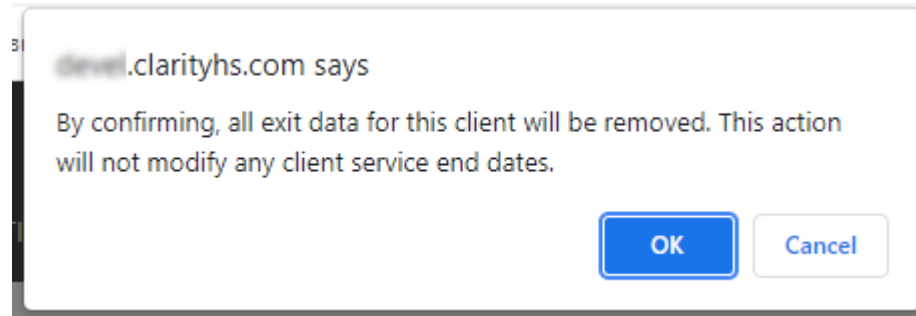 .clarityhs.com says
By confirming, all exit data for this client will be removed. This action
will not modify any client service end dates.
OK Cancel